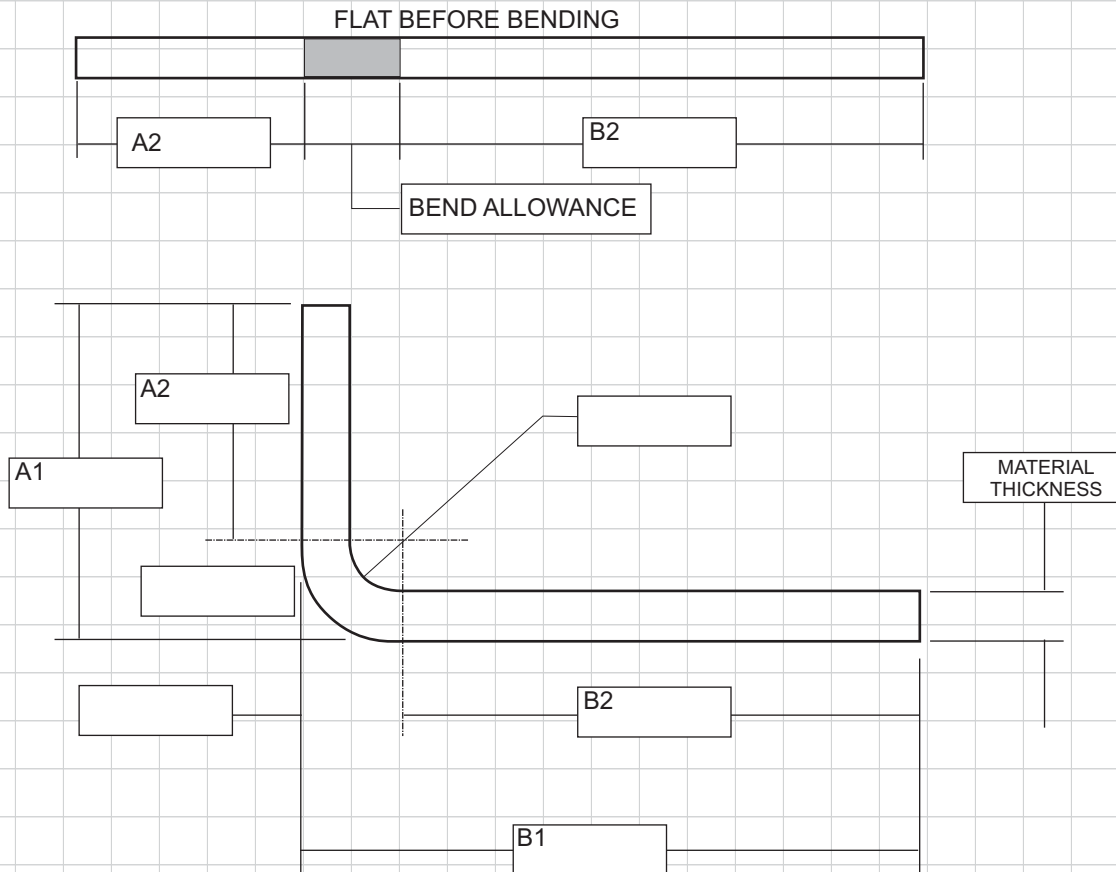 FLAT BEFORE BENDING
A2
B2
BEND ALLOWANCE
A2
A1
MATERIAL
THICKNESS
B2
B1